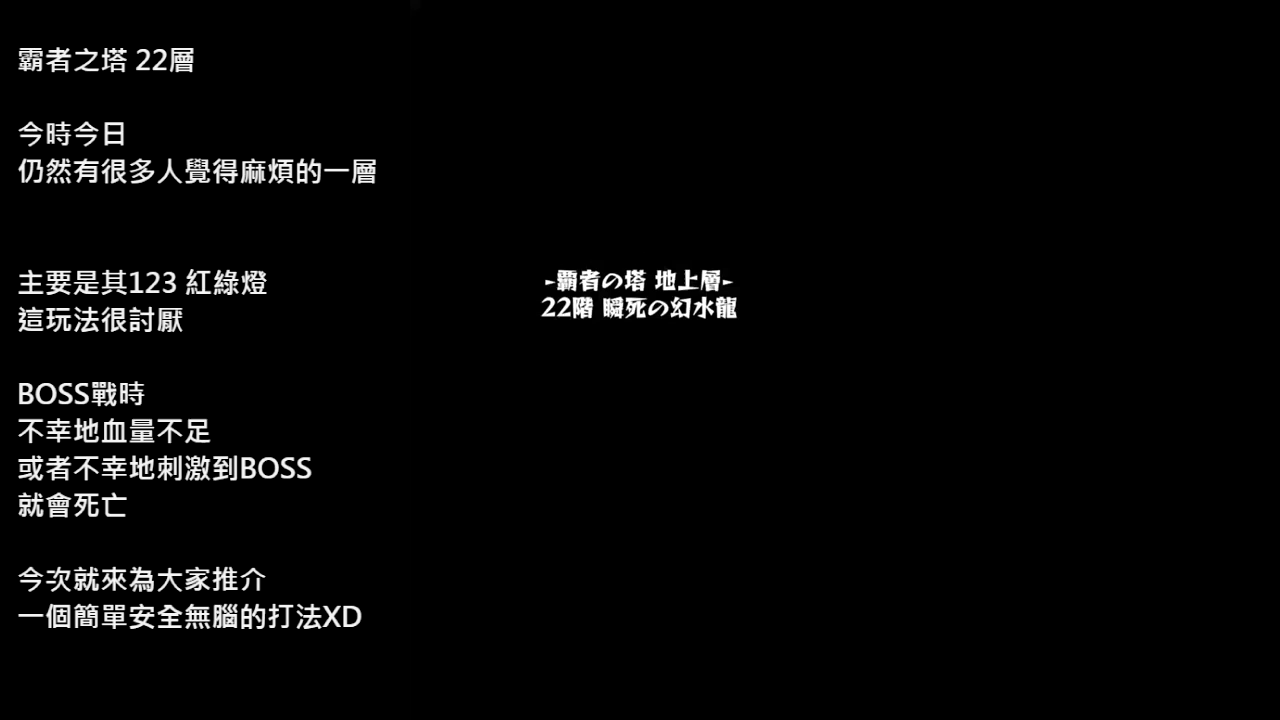 霸者之塔 22層
今時今日
仍然有很多人覺得麻煩的一層
主要是其123 紅綠燈
這玩法很討厭
BOSS戰時
不幸地血量不足
或者不幸地刺激到BOSS
就會死亡
今次就來為大家推介
一個簡單安全無腦的打法XD
-覇者の塔 地上層-
22階 瞬死の幻水龍